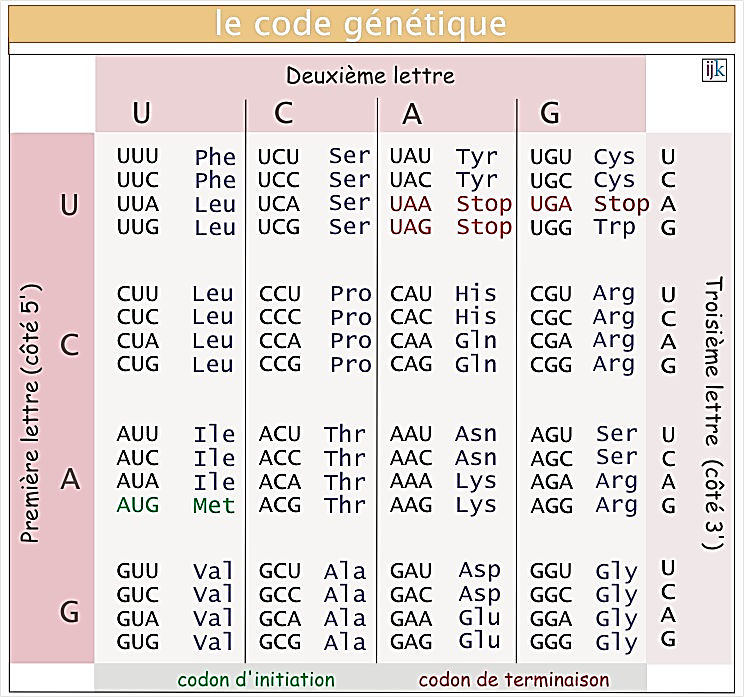 le code génétique
ijk
Deuxième lettre
U C A G
Première lettre (côté 5')
Troisième lettre (côté 3')
U
UUU Phe UCU Ser UAU Tyr UGU Cys U
UUC Phe UCC Ser UAC Tyr UGC Cys C
UUA Leu UCA Ser UAA Stop UGA Stop A
UUG Leu UCG Ser UAG Stop UGG Trp G
C
CUU Leu CCU Pro CAU His CGU Arg U
CUC Leu CCC Pro CAC His CGC Arg C
CUA Leu CCA Pro CAA Gln CGA Arg A
CUG Leu CCG Pro CAG Gln CGG Arg G
A
AUU Ile ACU Thr AAU Asn AGU Ser U
AUC Ile ACC Thr AAC Asn AGC Ser C
AUA Ile ACA Thr AAA Lys AGA Arg A
AUG Met ACG Thr AAG Lys AGG Arg G
G
GUU Val GCU Ala GAU Asp GGU Gly U
GUC Val GCC Ala GAC Asp GGC Gly C
GUA Val GCA Ala GAA Glu GGA Gly A
GUG Val GCG Ala GAG Glu GGG Gly G
codon d'initiation codon de terminaison